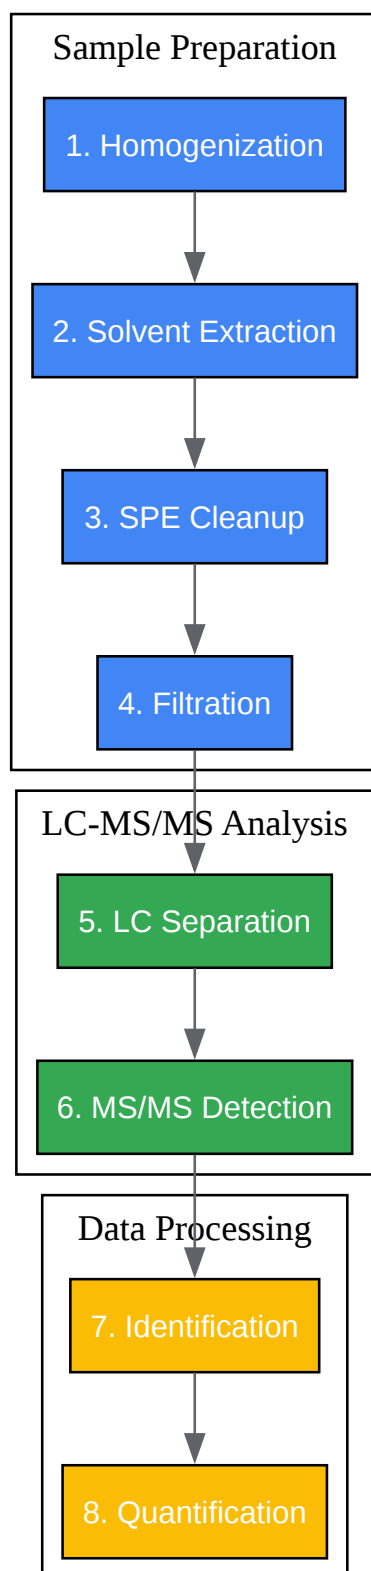 Sample Preparation
1. Homogenization
2. Solvent Extraction
3. SPE Cleanup
4. Filtration
LC-MS/MS Analysis
5. LC Separation
6. MS/MS Detection
Data Processing
7. Identification
8. Quantification